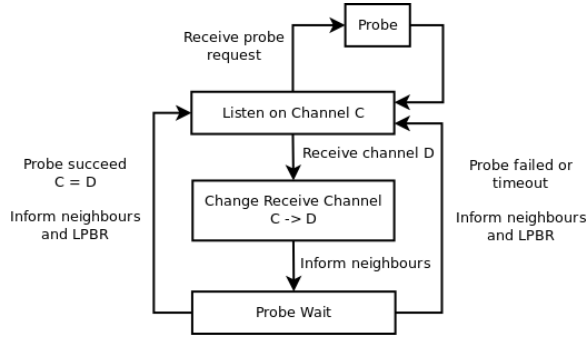 Probe
Receive probe
request
Listen on Channel C
Receive channel D
Probe succeed
C = D
Inform neighbours
and LPBR
Probe failed or
timeout
Inform neighbours
and LPBR
Change Receive Channel
C -> D
Inform neighbours
Probe Wait